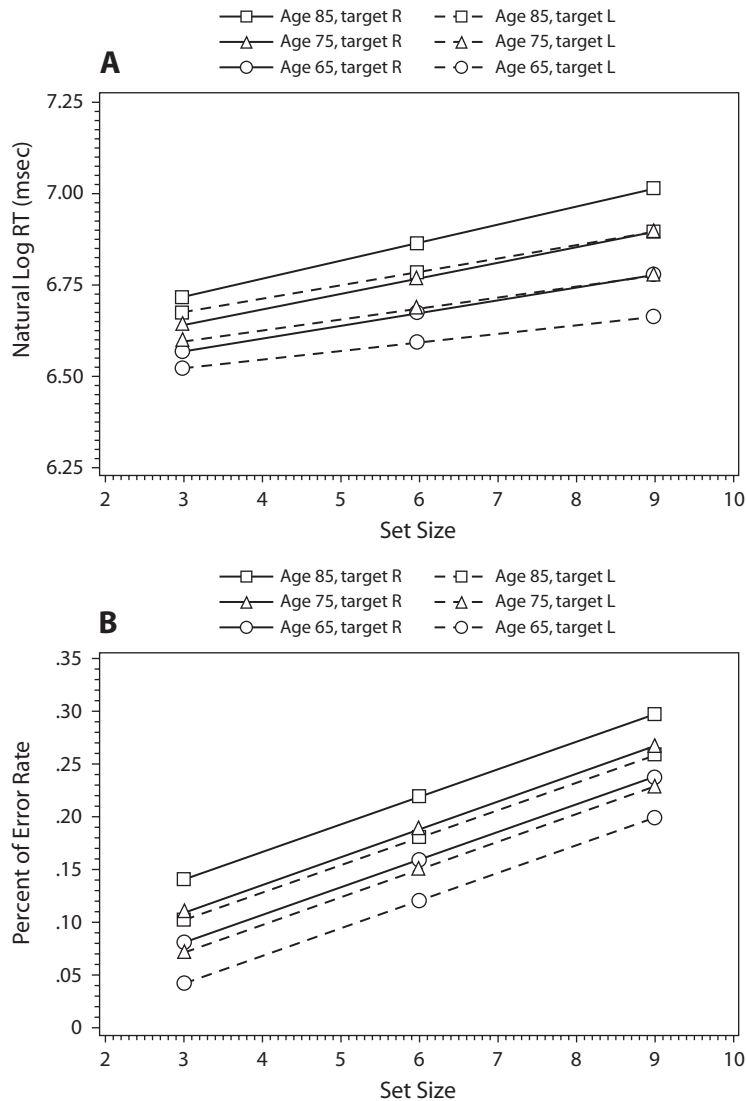 Age 85, target R Age 85, target L
Age 75, target R Age 75, target L
Age 65, target R Age 65, target L
A
7.25
7.00
6.75
6.50
6.25
Natural Log RT (msec)
2 3 4 5 6 7 8 9 10
Set Size
Age 85, target R Age 85, target L
Age 75, target R Age 75, target L
Age 65, target R Age 65, target L
B
.35
.30
.25
.20
.15
.10
.05
0
Percent of Error Rate
2 3 4 5 6 7 8 9 10
Set Size